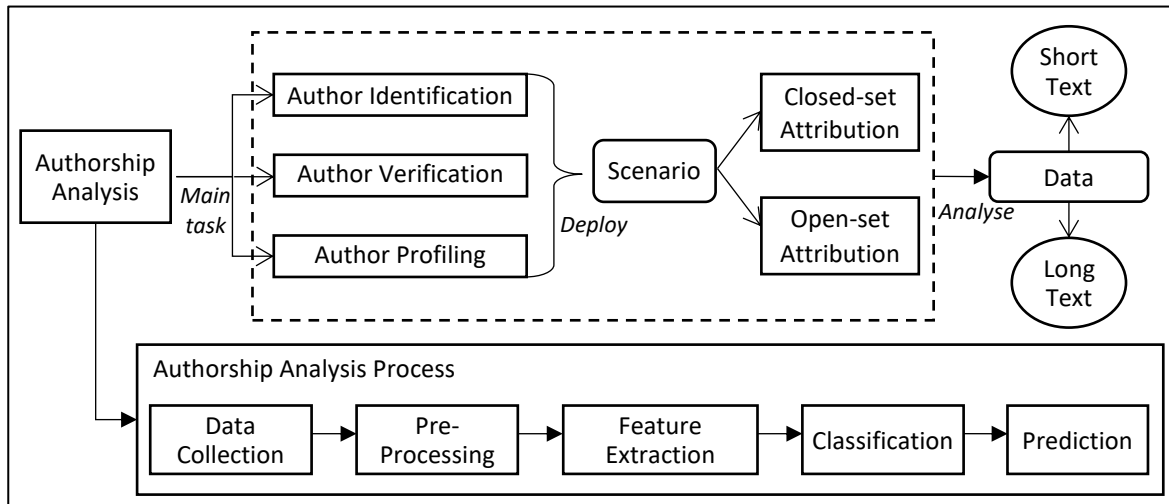 Authorship
Analysis
Main
task
Author Identification
Author Verification
Author Profiling
Deploy
Scenario
Closed-set
Attribution
Open-set
Attribution
Analyse
Short
Text
Data
Long
Text
Authorship Analysis Process
Data
Collection
Pre-
Processing
Feature
Extraction
Classification
Prediction